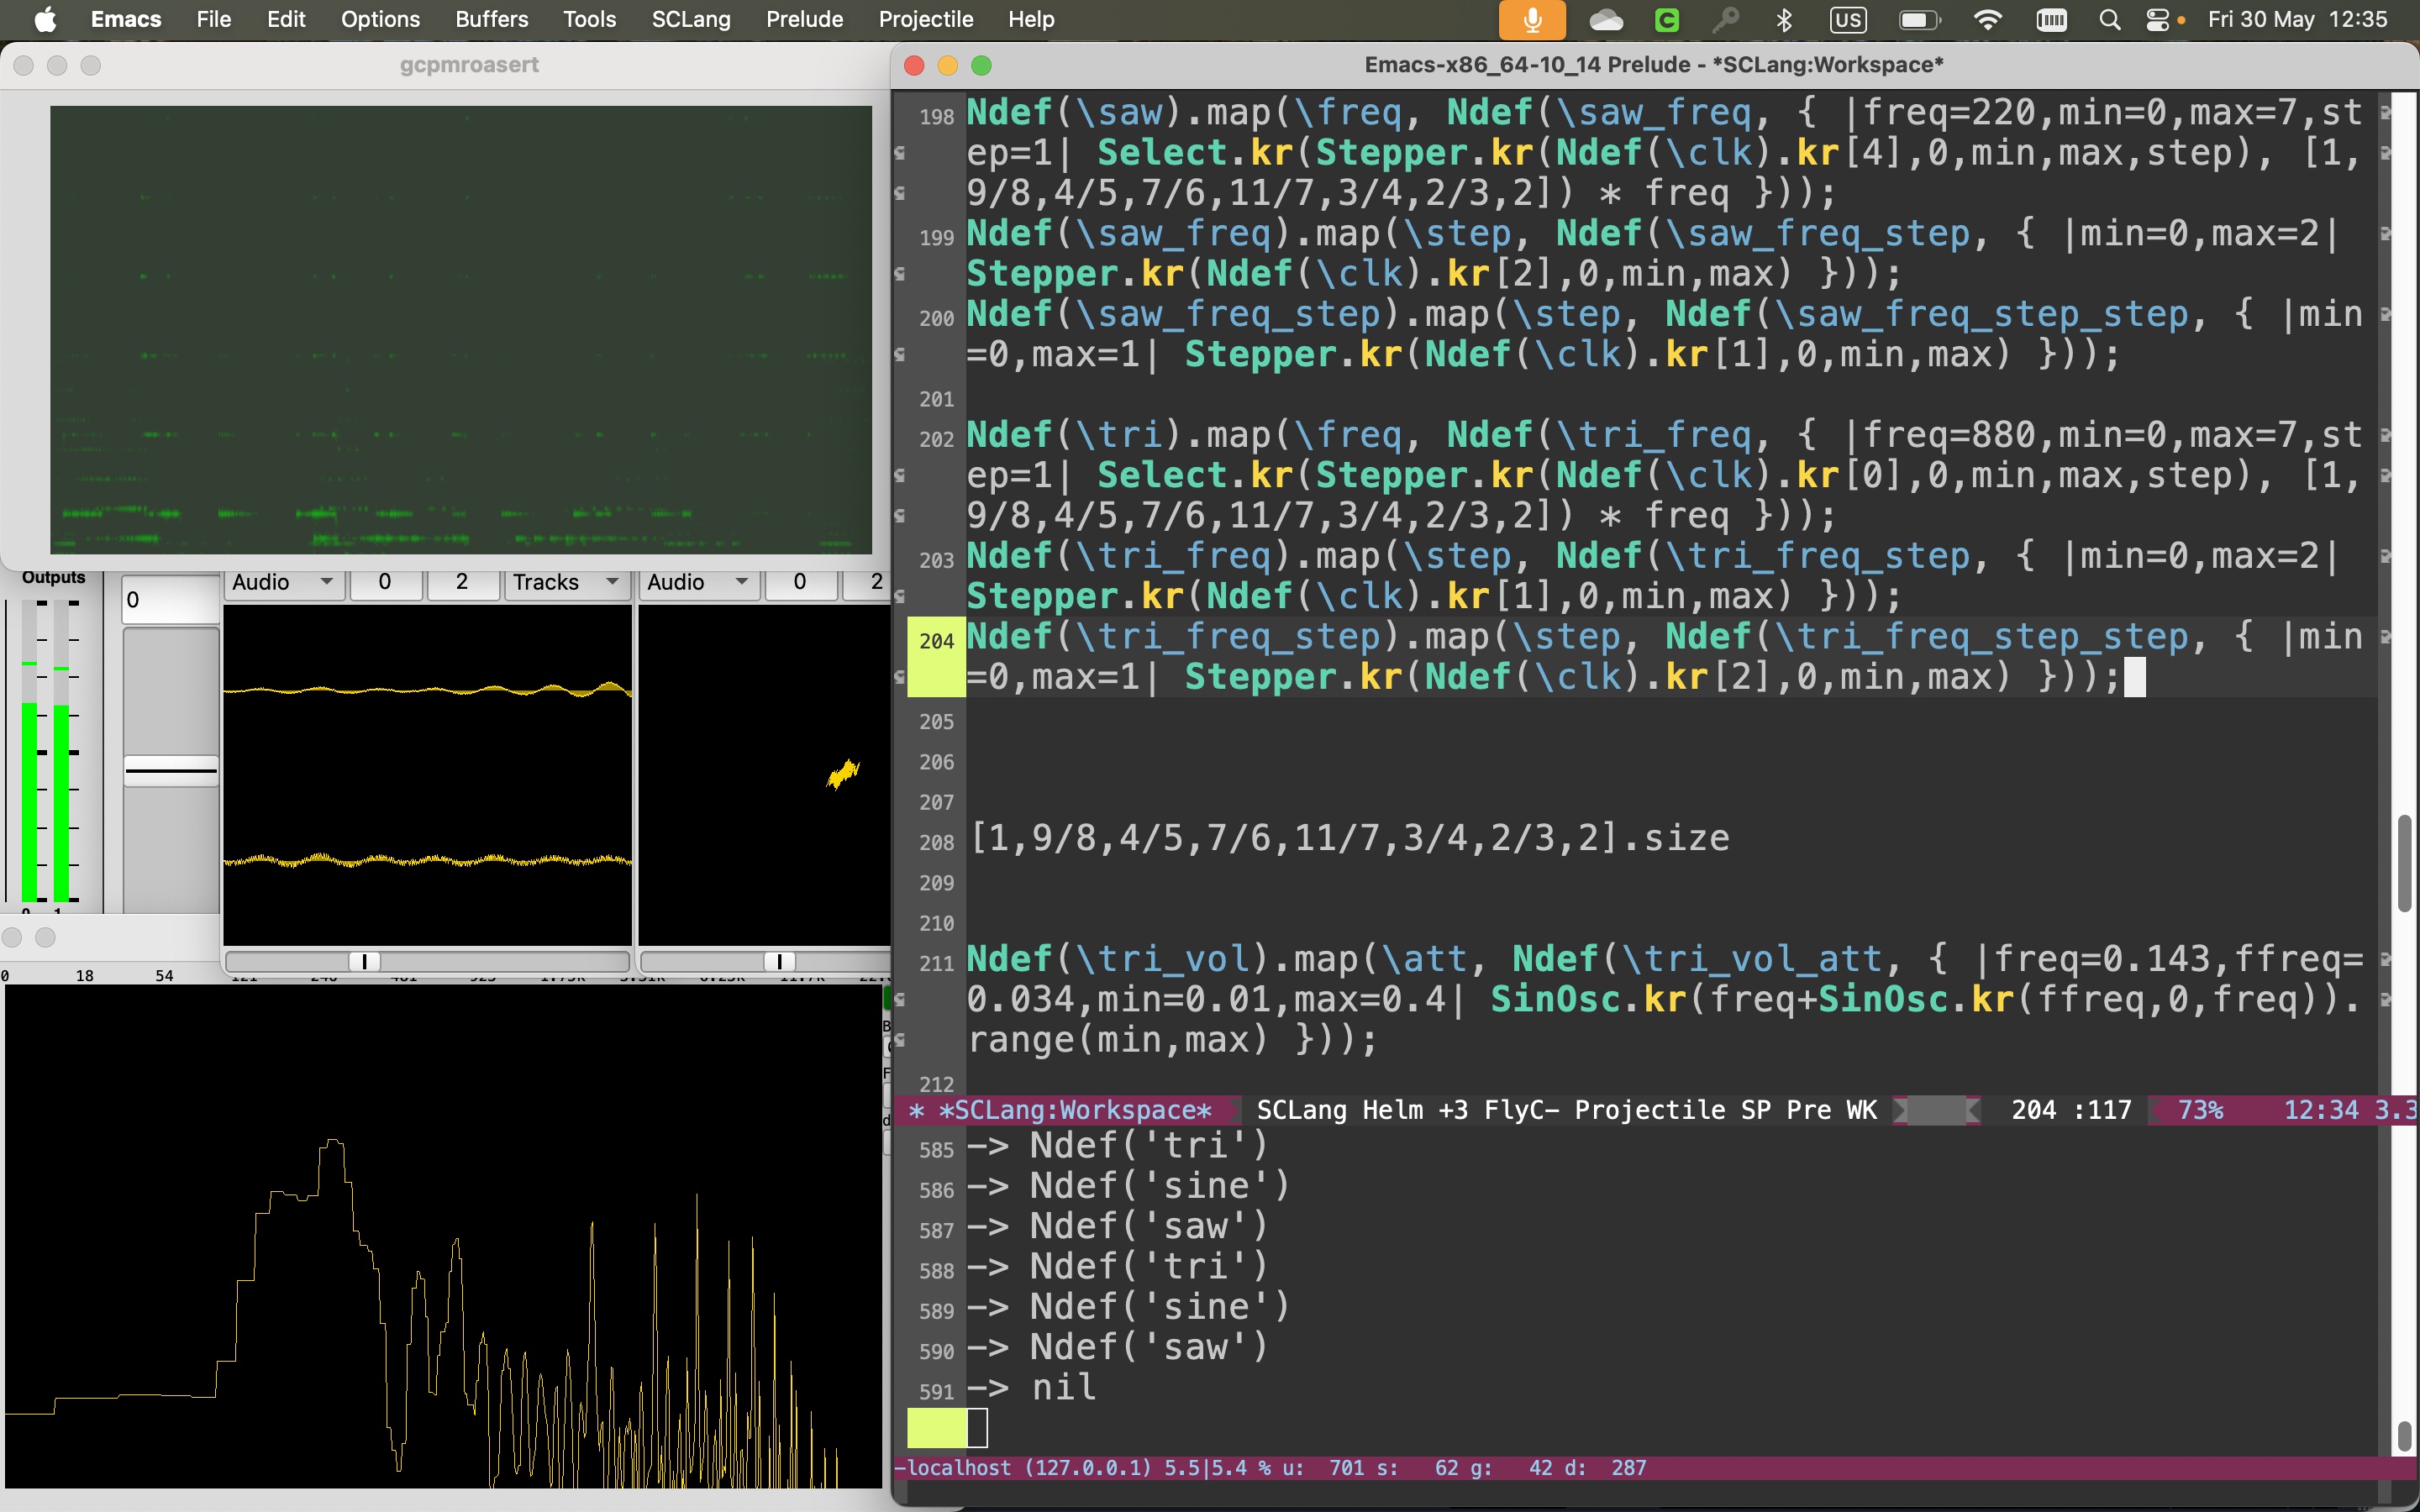 Emacs File Edit Options Buffers Tools SCLang Prelude Projectile Help US Fri 30 May 12:35
gcpmroasert
Outputs
0
Audio 0 2 Tracks Audio 0 2
0 1
0 18 54
Emacs-x86_64-10_14 Prelude - *SCLang:Workspace*
198 Ndef(\saw).map(\freq, Ndef(\saw_freq, { |freq=220,min=0,max=7,st
ep=1| Select.kr(Stepper.kr(Ndef(\clk).kr[4],0,min,max,step), [1,
9/8,4/5,7/6,11/7,3/4,2/3,2]) * freq }));
199 Ndef(\saw_freq).map(\step, Ndef(\saw_freq_step, { |min=0,max=2|
Stepper.kr(Ndef(\clk).kr[2],0,min,max) }));
200 Ndef(\saw_freq_step).map(\step, Ndef(\saw_freq_step_step, { |min
=0,max=1| Stepper.kr(Ndef(\clk).kr[1],0,min,max) }));
201
202 Ndef(\tri).map(\freq, Ndef(\tri_freq, { |freq=880,min=0,max=7,st
ep=1| Select.kr(Stepper.kr(Ndef(\clk).kr[0],0,min,max,step), [1,
9/8,4/5,7/6,11/7,3/4,2/3,2]) * freq }));
203 Ndef(\tri_freq).map(\step, Ndef(\tri_freq_step, { |min=0,max=2|
Stepper.kr(Ndef(\clk).kr[1],0,min,max) }));
204 Ndef(\tri_freq_step).map(\step, Ndef(\tri_freq_step_step, { |min
=0,max=1| Stepper.kr(Ndef(\clk).kr[2],0,min,max) }));
205
206
207
208 [1,9/8,4/5,7/6,11/7,3/4,2/3,2].size
209
210
211 Ndef(\tri_vol).map(\att, Ndef(\tri_vol_att, { |freq=0.143,ffreq=
0.034,min=0.01,max=0.4| SinOsc.kr(freq+SinOsc.kr(ffreq,0,freq)).
range(min,max) }));
212
* *SCLang:Workspace* SCLang Helm +3 FlyC- Projectile SP Pre WK 204 :117 73% 12:34 3.3
585 -> Ndef('tri')
586 -> Ndef('sine')
587 -> Ndef('saw')
588 -> Ndef('tri')
589 -> Ndef('sine')
590 -> Ndef('saw')
591 -> nil
-localhost (127.0.0.1) 5.5|5.4 % u: 701 s: 62 g: 42 d: 287